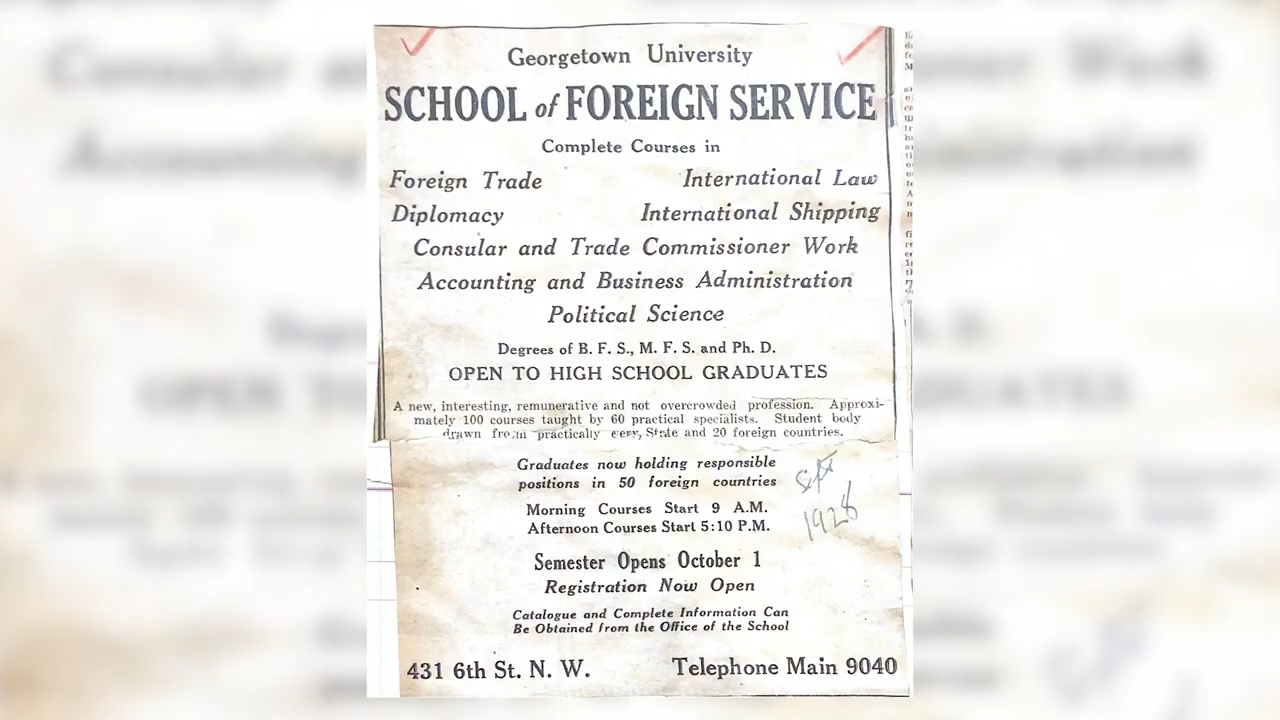 Georgetown University
SCHOOL of FOREIGN SERVICE
Complete Courses in
Foreign Trade International Law
Diplomacy International Shipping
Consular and Trade Commissioner Work
Accounting and Business Administration
Political Science
Degrees of B. F. S., M. F. S. and Ph. D.
OPEN TO HIGH SCHOOL GRADUATES
A new, interesting, remunerative and not overcrowded profession. Approxi-
mately 100 courses taught by 60 practical specialists. Student body
drawn from practically every State and 20 foreign countries.
Graduates now holding responsible
positions in 50 foreign countries
Morning Courses Start 9 A.M.
Afternoon Courses Start 5:10 P.M.
1928
Semester Opens October 1
Registration Now Open
Catalogue and Complete Information Can
Be Obtained from the Office of the School
431 6th St. N. W. Telephone Main 9040